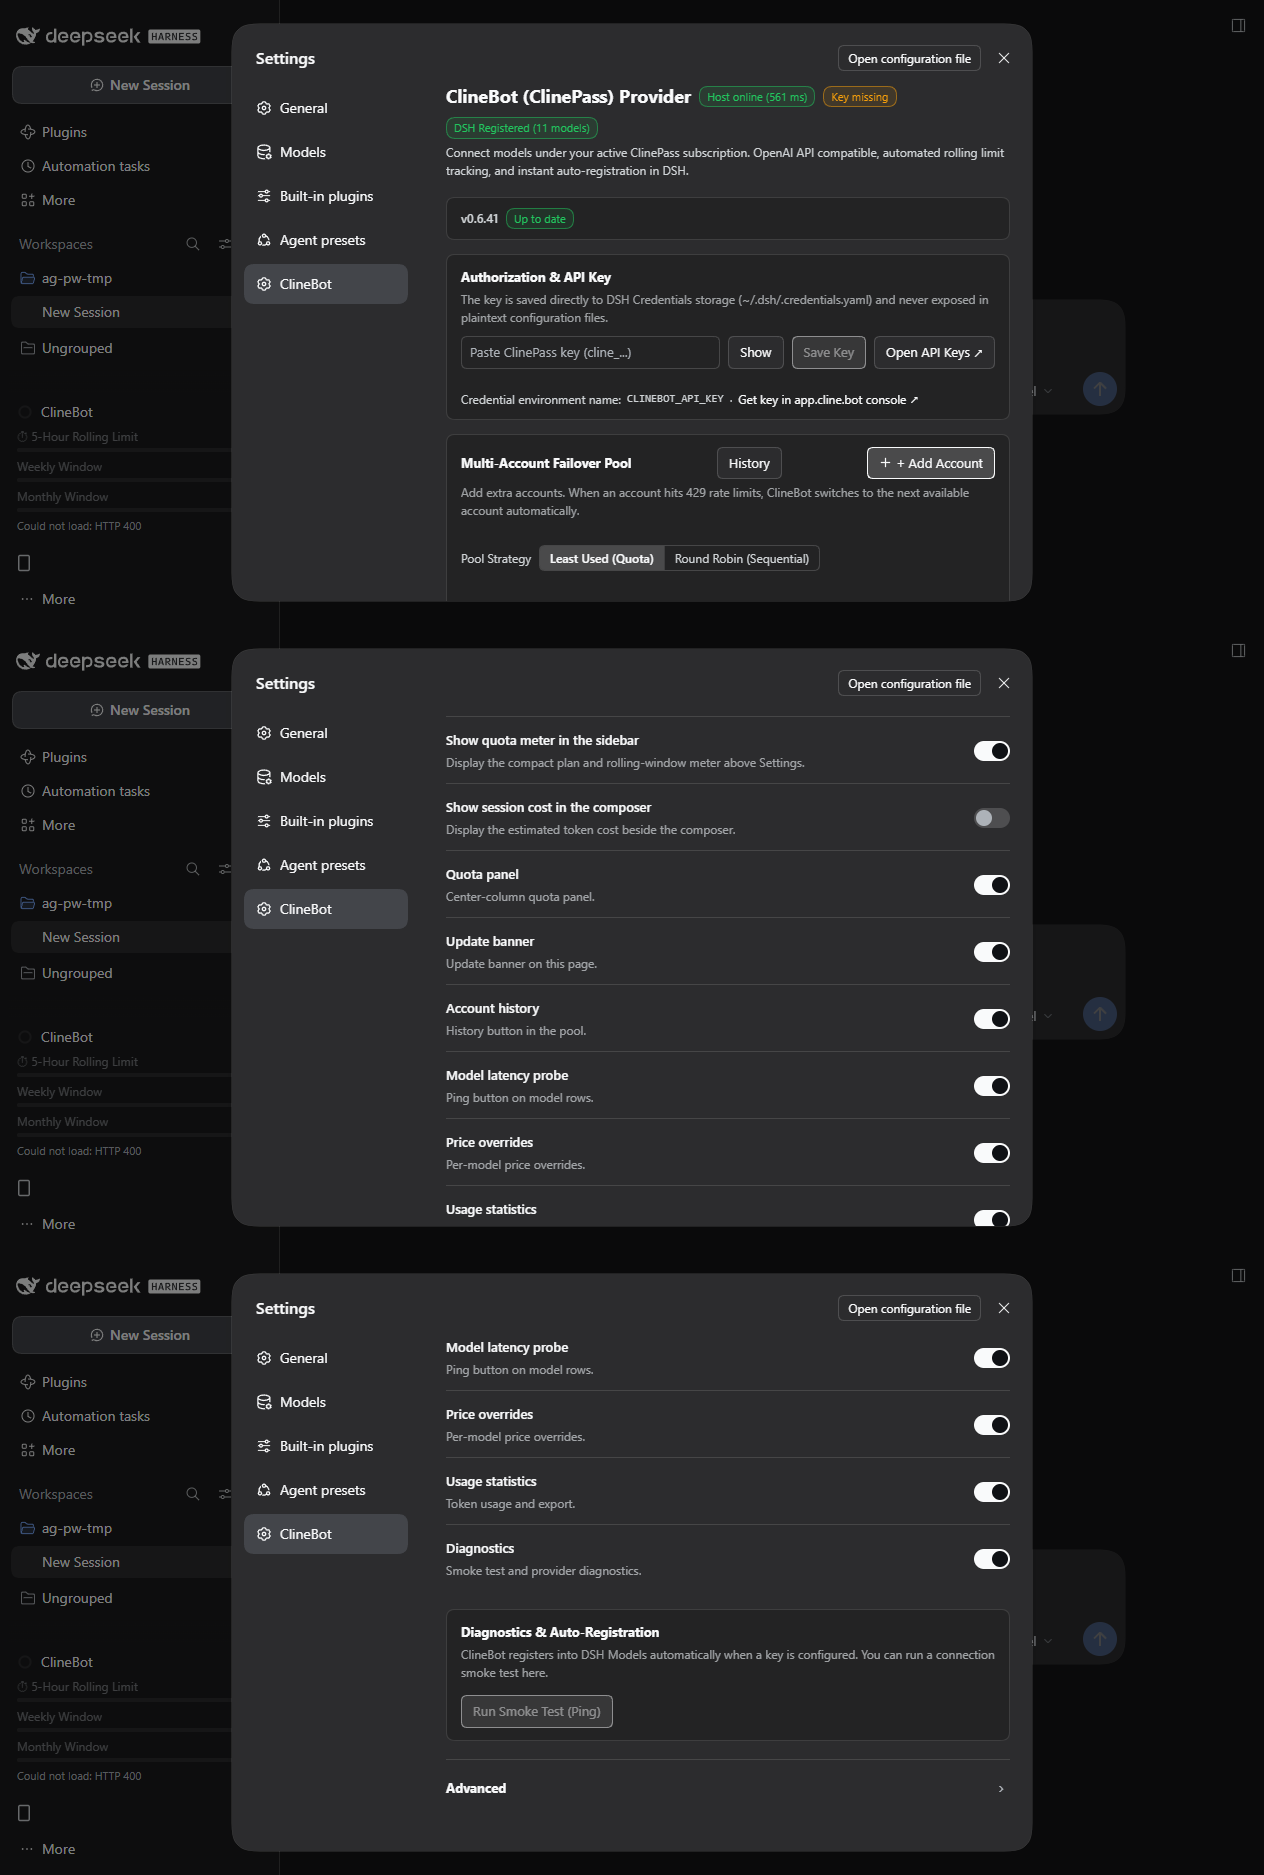 deepseek HARNESS
New Session
Plugins
Automation tasks
More
Workspaces
ag-pw-tmp
New Session
Ungrouped
ClineBot
5-Hour Rolling Limit
Weekly Window
Monthly Window
Could not load: HTTP 400
More
Settings
Open configuration file
General
Models
Built-in plugins
Agent presets
ClineBot
ClineBot (ClinePass) Provider
Host online (561 ms)
Key missing
DSH Registered (11 models)
Connect models under your active ClinePass subscription. OpenAI API compatible, automated rolling limit
tracking, and instant auto-registration in DSH.
v0.6.41
Up to date
Authorization & API Key
The key is saved directly to DSH Credentials storage (~/.dsh/.credentials.yaml) and never exposed in
plaintext configuration files.
Paste ClinePass key (cline_...)
Show
Save Key
Open API Keys ↗
Credential environment name: CLINEBOT_API_KEY · Get key in app.cline.bot console ↗
Multi-Account Failover Pool
History
+ + Add Account
Add extra accounts. When an account hits 429 rate limits, ClineBot switches to the next available
account automatically.
Pool Strategy
Least Used (Quota)
Round Robin (Sequential)
deepseek HARNESS
New Session
Plugins
Automation tasks
More
Workspaces
ag-pw-tmp
New Session
Ungrouped
ClineBot
5-Hour Rolling Limit
Weekly Window
Monthly Window
Could not load: HTTP 400
More
Settings
Open configuration file
General
Models
Built-in plugins
Agent presets
ClineBot
Show quota meter in the sidebar
Display the compact plan and rolling-window meter above Settings.
Show session cost in the composer
Display the estimated token cost beside the composer.
Quota panel
Center-column quota panel.
Update banner
Update banner on this page.
Account history
History button in the pool.
Model latency probe
Ping button on model rows.
Price overrides
Per-model price overrides.
Usage statistics
deepseek HARNESS
New Session
Plugins
Automation tasks
More
Workspaces
ag-pw-tmp
New Session
Ungrouped
ClineBot
5-Hour Rolling Limit
Weekly Window
Monthly Window
Could not load: HTTP 400
More
Settings
Open configuration file
General
Models
Built-in plugins
Agent presets
ClineBot
Model latency probe
Ping button on model rows.
Price overrides
Per-model price overrides.
Usage statistics
Token usage and export.
Diagnostics
Smoke test and provider diagnostics.
Diagnostics & Auto-Registration
ClineBot registers into DSH Models automatically when a key is configured. You can run a connection
smoke test here.
Run Smoke Test (Ping)
Advanced